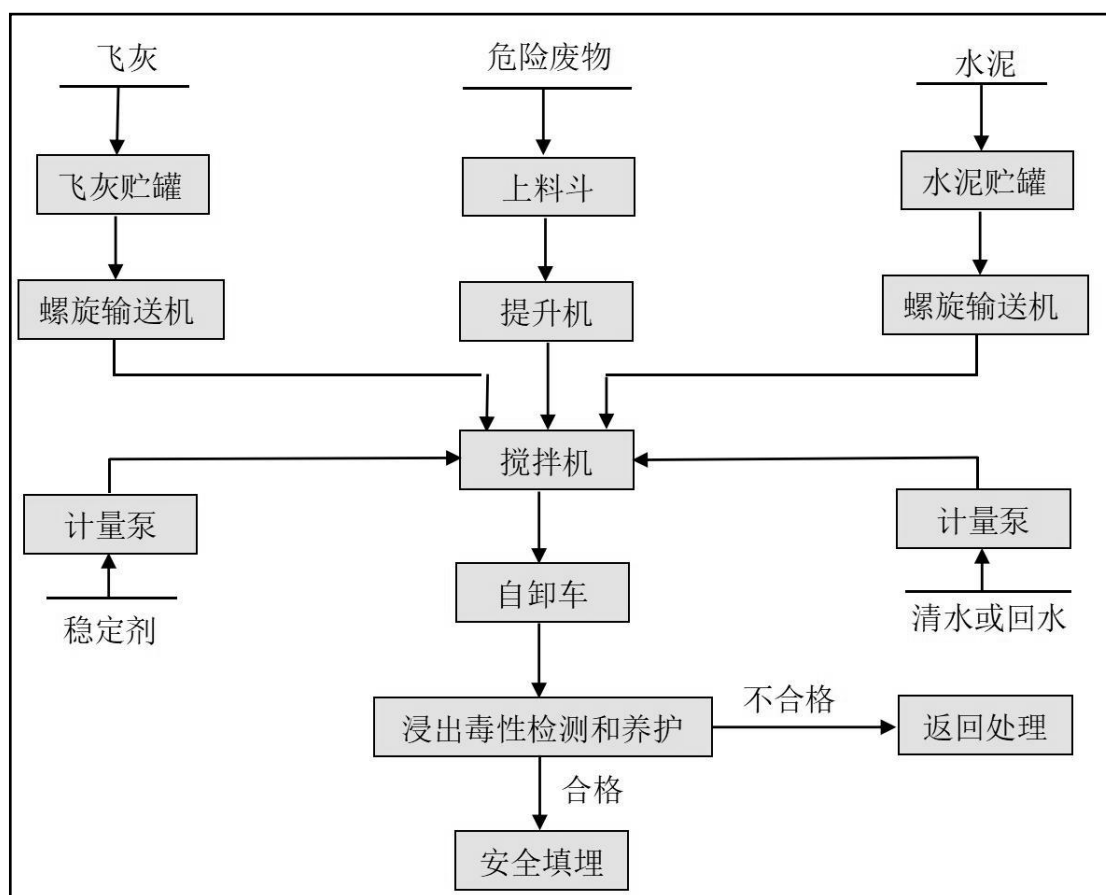 飞灰
危险废物
水泥
飞灰贮罐
上料斗
水泥贮罐
螺旋输送机
提升机
螺旋输送机
搅拌机
计量泵
计量泵
自卸车
稳定剂
清水或回水
不合格
浸出毒性检测和养护
返回处理
合格
安全填埋